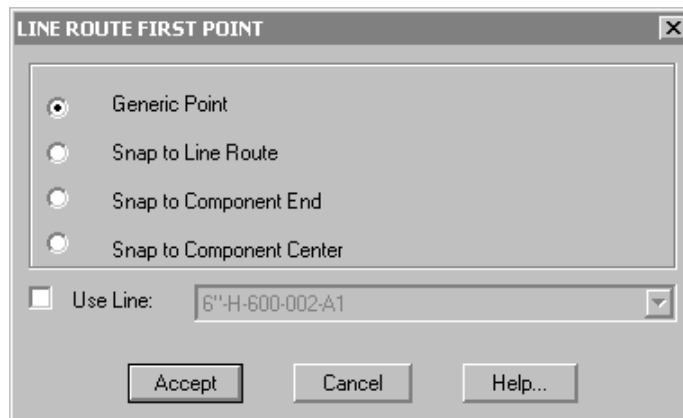 LINE ROUTE FIRST POINT
Generic Point
Snap to Line Route
Snap to Component End
Snap to Component Center
Use Line: 6"-H-600-002-A1
Accept Cancel Help...